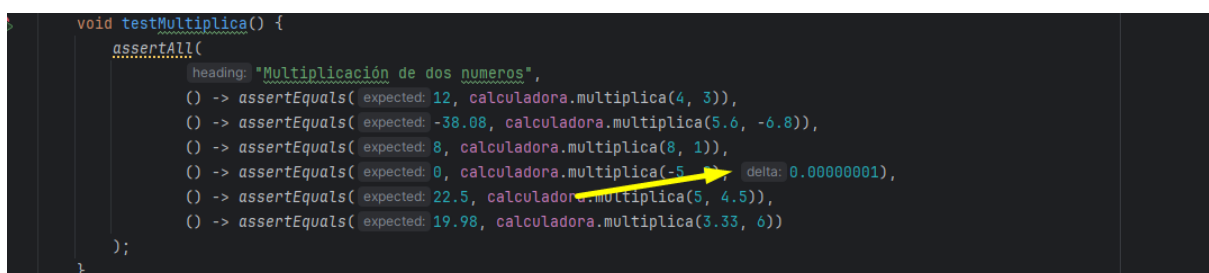 void testMultiplica() {
assertAll(
heading: "Multiplicación de dos numeros",
() -> assertEquals( expected: 12, calculadora.multiplica(4, 3)),
() -> assertEquals( expected: -38.08, calculadora.multiplica(5.6, -6.8)),
() -> assertEquals( expected: 8, calculadora.multiplica(8, 1)),
() -> assertEquals( expected: 0, calculadora.multiplica(-5 ), delta: 0.00000001),
() -> assertEquals( expected: 22.5, calculadora.multiplica(5, 4.5)),
() -> assertEquals( expected: 19.98, calculadora.multiplica(3.33, 6))
);
}